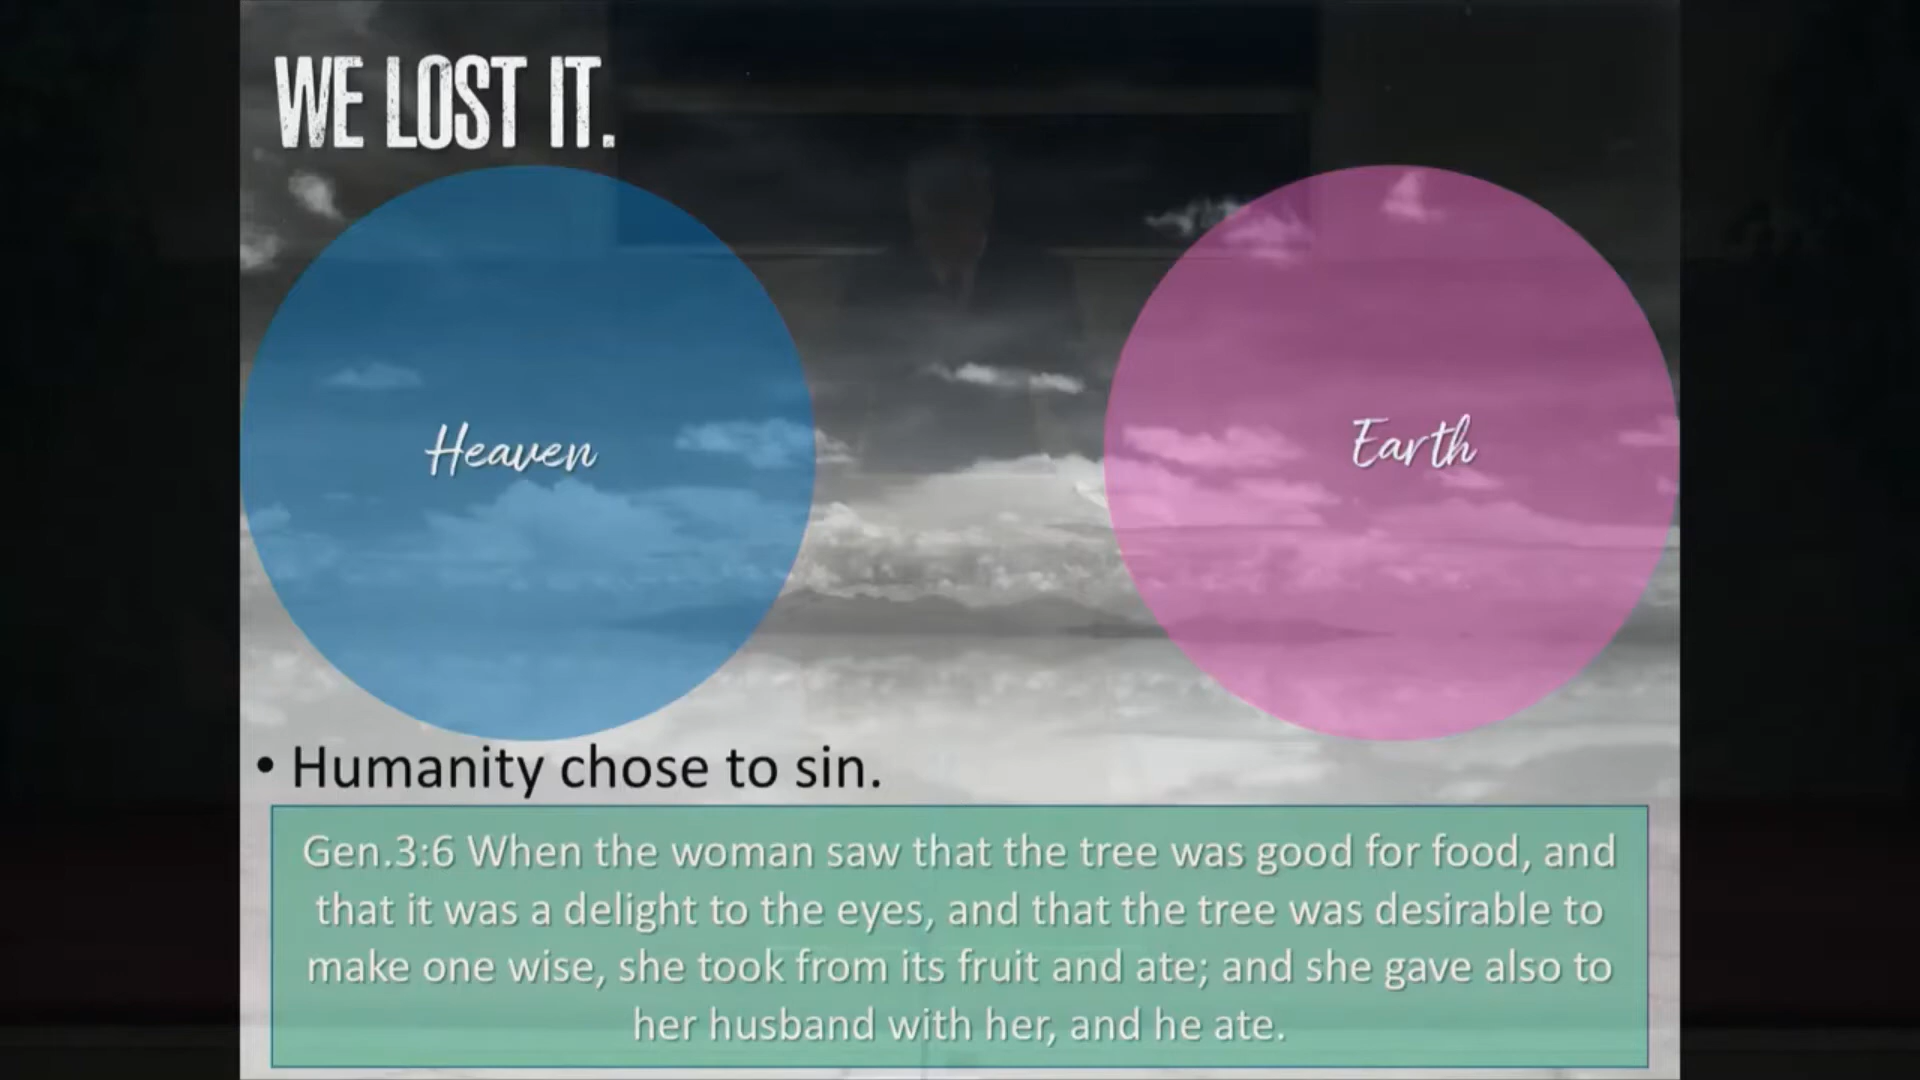 WE LOST IT.
Heaven
Earth
• Humanity chose to sin.
Gen.3:6 When the woman saw that the tree was good for food, and
that it was a delight to the eyes, and that the tree was desirable to
make one wise, she took from its fruit and ate; and she gave also to
her husband with her, and he ate.